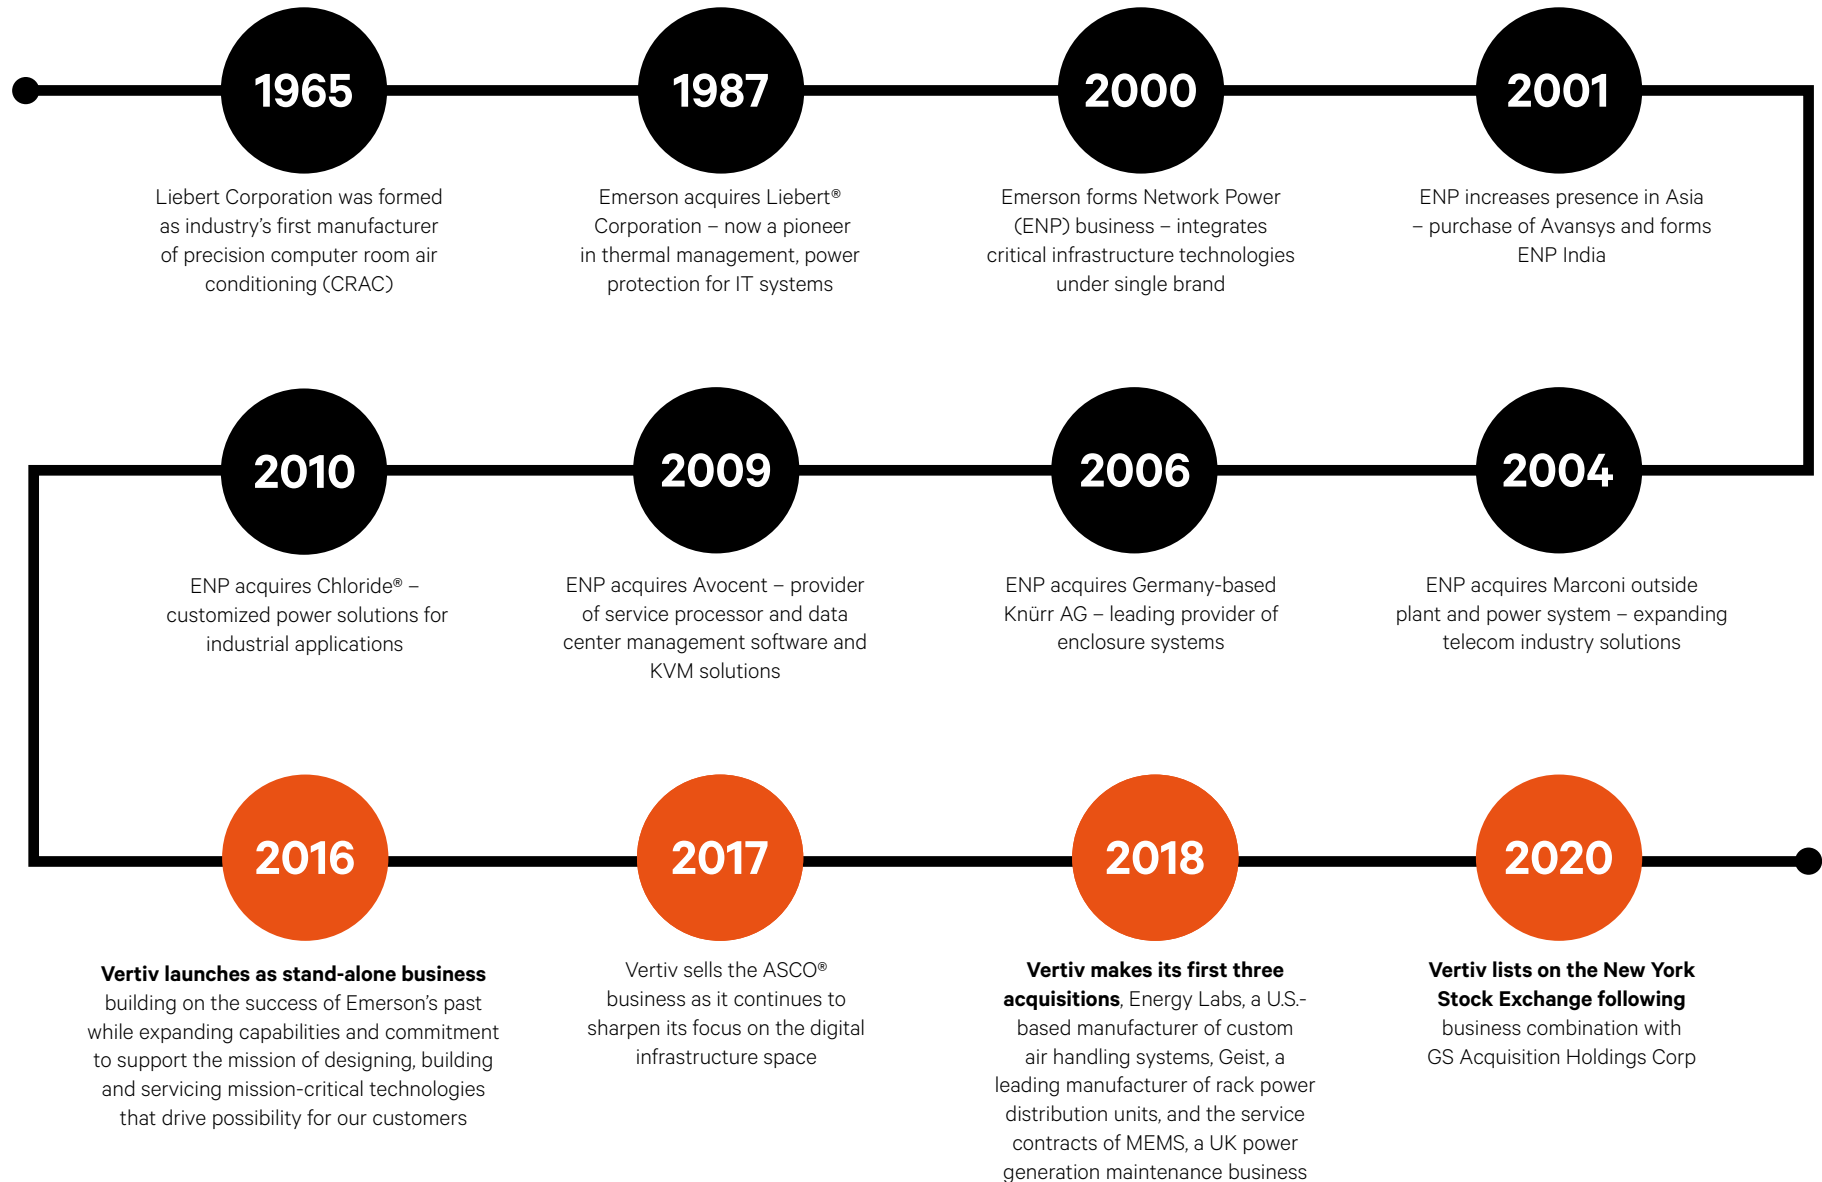 1965
Liebert Corporation was formed
as industry’s first manufacturer
of precision computer room air
conditioning (CRAC)
1987
Emerson acquires Liebert®
Corporation – now a pioneer
in thermal management, power
protection for IT systems
2000
Emerson forms Network Power
(ENP) business – integrates
critical infrastructure technologies
under single brand
2001
ENP increases presence in Asia
– purchase of Avansys and forms
ENP India
2004
ENP acquires Marconi outside
plant and power system – expanding
telecom industry solutions
2006
ENP acquires Germany-based
Knürr AG – leading provider of
enclosure systems
2009
ENP acquires Avocent – provider
of service processor and data
center management software and
KVM solutions
2010
ENP acquires Chloride® –
customized power solutions for
industrial applications
2016
Vertiv launches as stand-alone business
building on the success of Emerson’s past
while expanding capabilities and commitment
to support the mission of designing, building
and servicing mission-critical technologies
that drive possibility for our customers
2017
Vertiv sells the ASCO®
business as it continues to
sharpen its focus on the digital
infrastructure space
2018
Vertiv makes its first three
acquisitions, Energy Labs, a U.S.-
based manufacturer of custom
air handling systems, Geist, a
leading manufacturer of rack power
distribution units, and the service
contracts of MEMS, a UK power
generation maintenance business
2020
Vertiv lists on the New York
Stock Exchange following
business combination with
GS Acquisition Holdings Corp